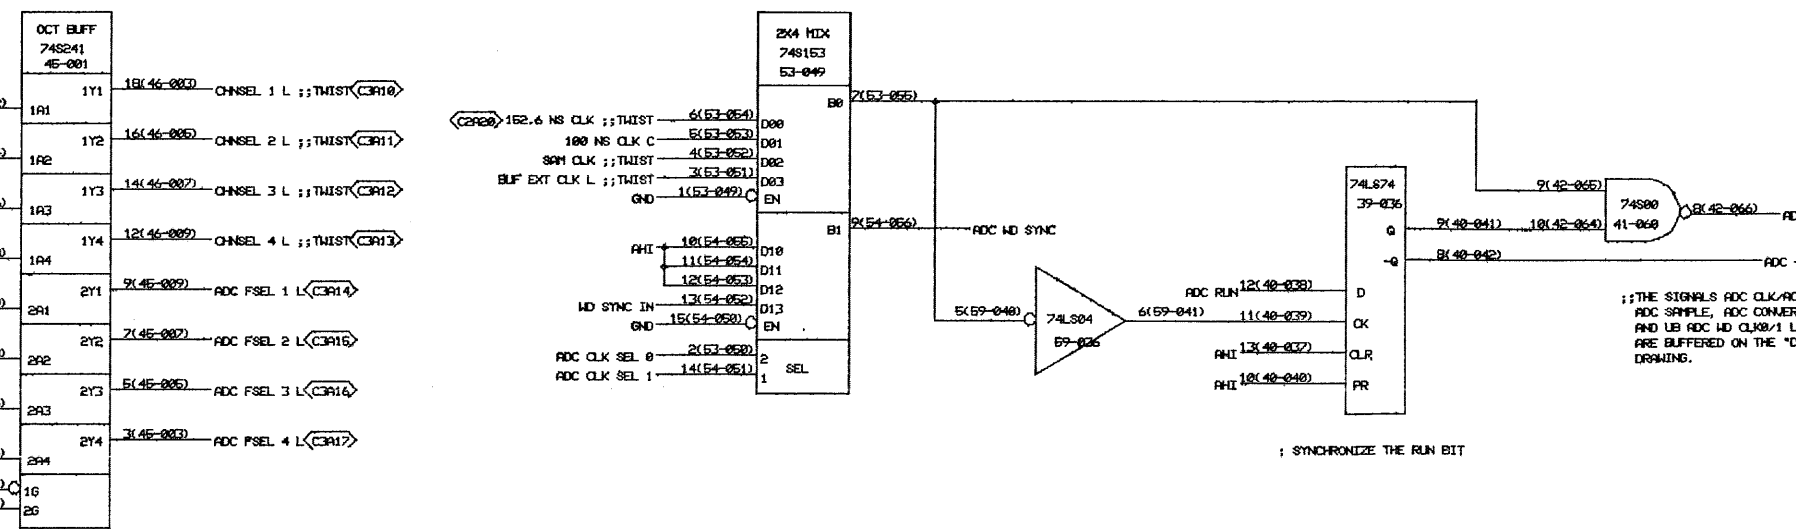 OCT BUFF
74S241
45-001
1Y1
18(46-003)
CHNSEL 1 L ;;TWIST
C3A10
1A1
1Y2
16(46-005)
CHNSEL 2 L ;;TWIST
C3A11
1A2
1Y3
14(46-007)
CHNSEL 3 L ;;TWIST
C3A12
1A3
1Y4
12(46-009)
CHNSEL 4 L ;;TWIST
C3A13
1A4
2Y1
9(45-009)
ADC FSEL 1 L
C3A14
2A1
2Y2
7(45-007)
ADC FSEL 2 L
C3A15
2A2
2Y3
5(45-005)
ADC FSEL 3 L
C3A16
2A3
2Y4
3(45-003)
ADC FSEL 4 L
C3A17
2A4
1G
2G
2X4 MIX
74S153
53-049
B0
7(53-055)
C2A20
152.6 NS CLK ;;TWIST
6(53-054)
D00
100 NS CLK C
5(53-053)
D01
SAM CLK ;;TWIST
4(53-052)
D02
BUF EXT CLK L ;;TWIST
3(53-051)
D03
GND
1(53-049)
EN
B1
9(54-056)
ADC WD SYNC
AHI
10(54-055)
D10
11(54-054)
D11
12(54-053)
D12
WD SYNC IN
13(54-052)
D13
GND
15(54-050)
EN
ADC CLK SEL 0
2(53-050)
2
SEL
ADC CLK SEL 1
14(54-051)
1
5(59-040)
74LS04
59-036
6(59-041)
74LS74
39-036
Q
9(40-041)
-Q
8(40-042)
ADC RUN
12(40-038)
D
11(40-039)
CK
AHI
13(40-037)
CLR
AHI
10(40-040)
PR
; SYNCHRONIZE THE RUN BIT
9(42-065)
10(42-064)
74S00
41-060
8(42-066)
AD
ADC -
;;THE SIGNALS ADC CLK/AC
ADC SAMPLE, ADC CONVER
AND UB ADC WD CLK0/1 L
ARE BUFFERED ON THE "D
DRAWING.